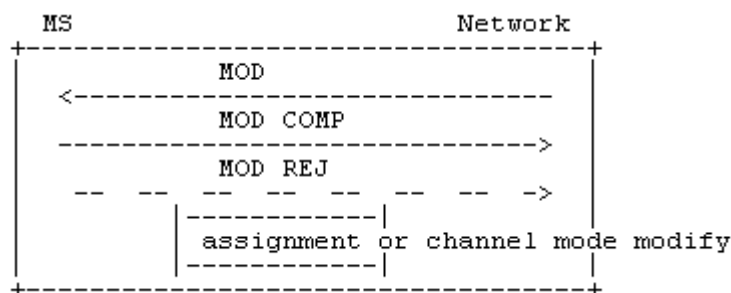 MS Network
MOD
MOD COMP
MOD REJ
assignment or channel mode modify